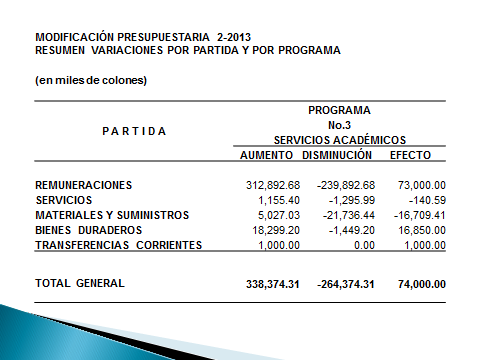 MODIFICACIÓN PRESUPUESTARIA 2-2013
RESUMEN VARIACIONES POR PARTIDA Y POR PROGRAMA
(en miles de colones)
PROGRAMA
No.3
P A R T I D A
SERVICIOS ACADÉMICOS
AUMENTO DISMINUCIÓN EFECTO
REMUNERACIONES 312,892.68 -239,892.68 73,000.00
SERVICIOS 1,155.40 -1,295.99 -140.59
MATERIALES Y SUMINISTROS 5,027.03 -21,736.44 -16,709.41
BIENES DURADEROS 18,299.20 -1,449.20 16,850.00
TRANSFERENCIAS CORRIENTES 1,000.00 0.00 1,000.00
TOTAL GENERAL 338,374.31 -264,374.31 74,000.00